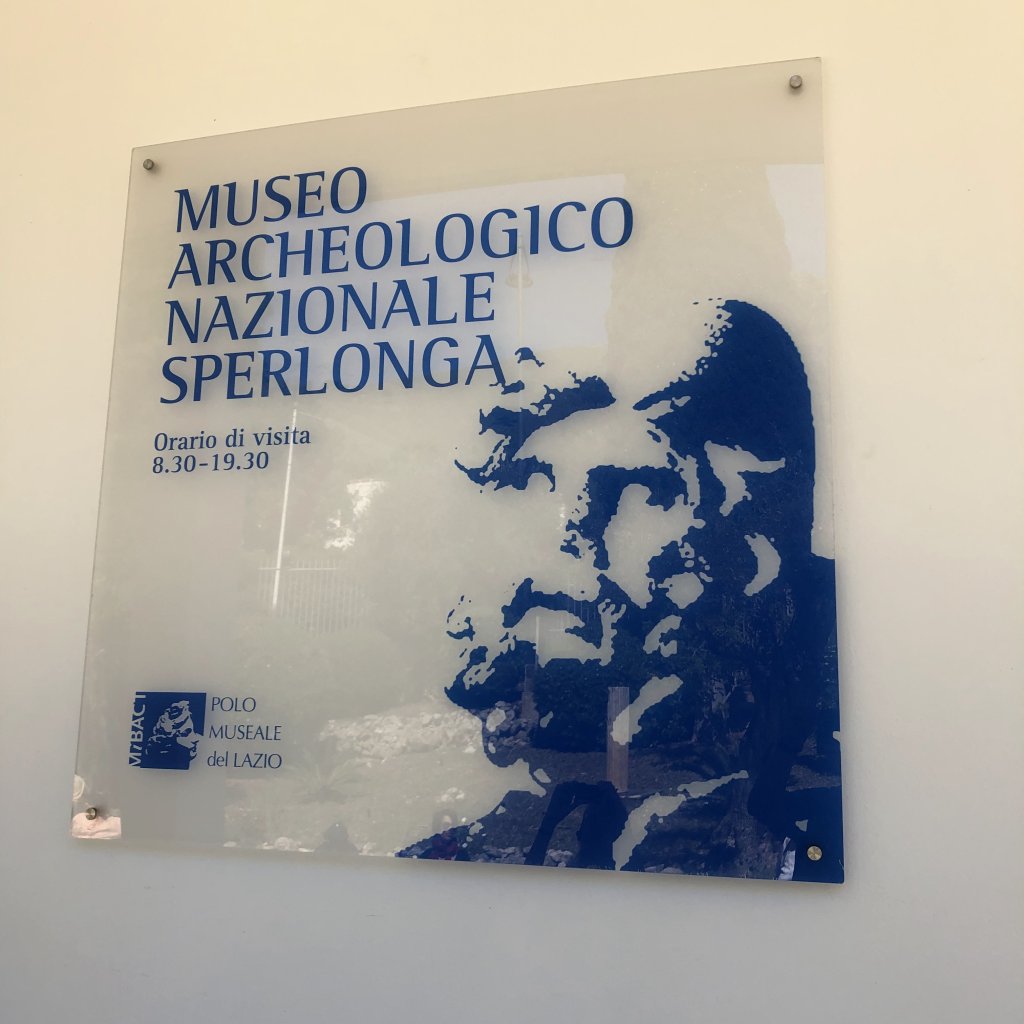 MUSEO
ARCHEOLOGICO
NAZIONALE
SPERLONGA
Orario di visita
8.30-19.30
MiBACT
POLO
MUSEALE
del LAZIO